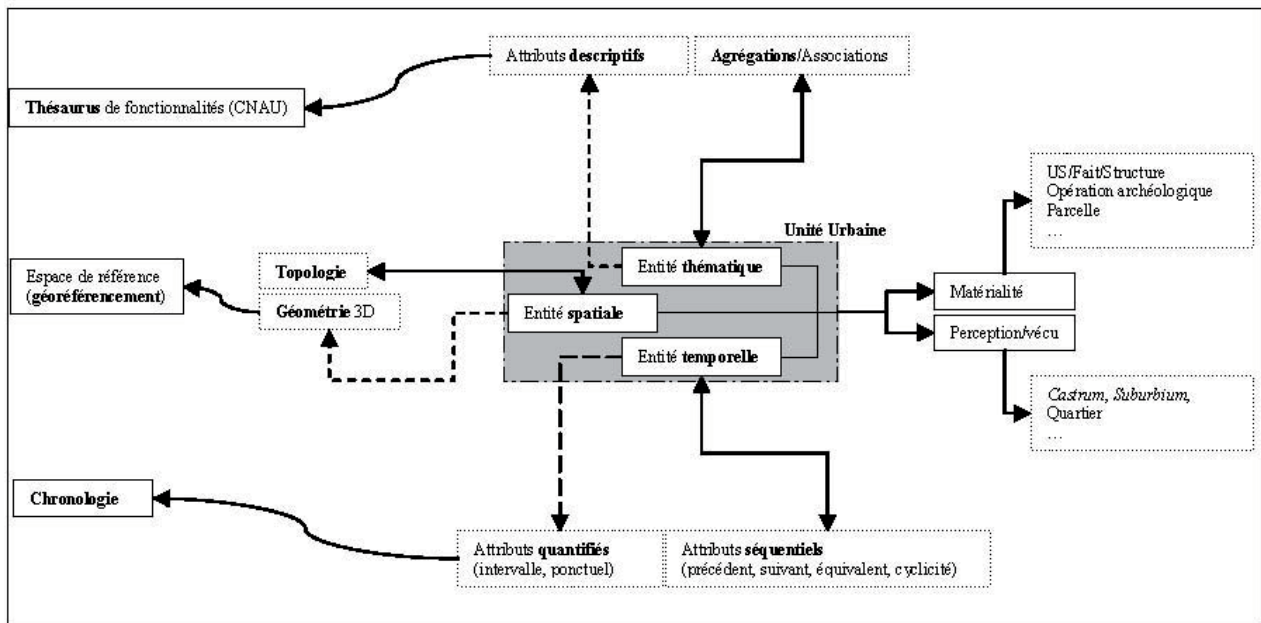 Attributs descriptifs
Agrégations/Associations
Thésaurus de fonctionnalités (CNAU)
US/Fait/Structure
Opération archéologique
Parcelle
…
Unité Urbaine
Entité thématique
Topologie
Espace de référence
(géoréférencement)
Géométrie 3D
Entité spatiale
Matérialité
Perception/vécu
Entité temporelle
Castrum, Suburbium,
Quartier
…
Chronologie
Attributs quantifiés
(intervalle, ponctuel)
Attributs séquentiels
(précédent, suivant, équivalent, cyclicité)